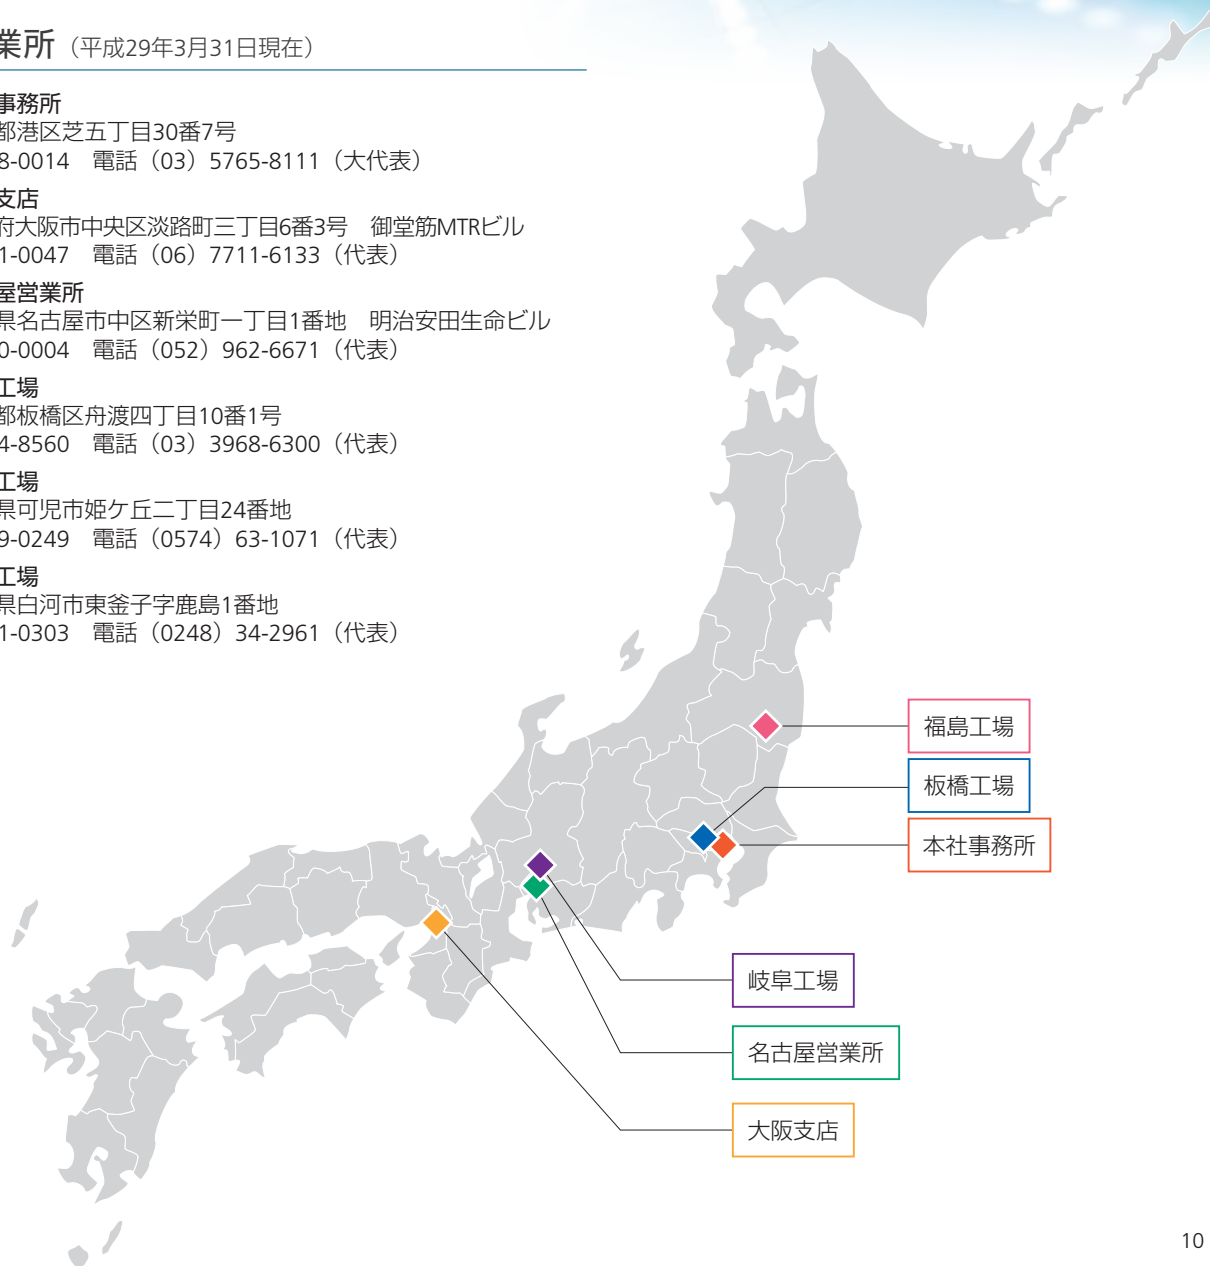 業所（平成29年3月31日現在）
事務所
都港区芝五丁目30番7号
8-0014　電話（03）5765-8111（大代表）
支店
府大阪市中央区淡路町三丁目6番3号　御堂筋MTRビル
1-0047　電話（06）7711-6133（代表）
屋営業所
県名古屋市中区新栄町一丁目1番地　明治安田生命ビル
0-0004　電話（052）962-6671（代表）
工場
都板橋区舟渡四丁目10番1号
4-8560　電話（03）3968-6300（代表）
工場
県可児市姫ケ丘二丁目24番地
9-0249　電話（0574）63-1071（代表）
工場
県白河市東釜子字鹿島1番地
1-0303　電話（0248）34-2961（代表）
福島工場
板橋工場
本社事務所
岐阜工場
名古屋営業所
大阪支店
10